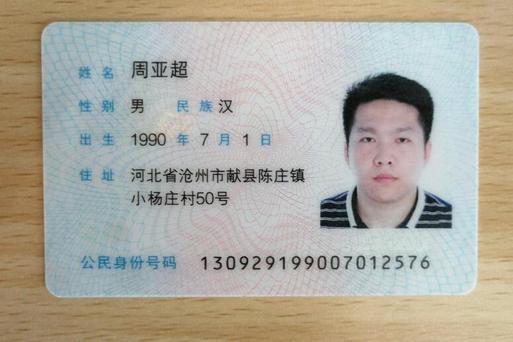 姓名 周亚超
性别 男 民族 汉
出生 1990 年 7 月 1 日
住址 河北省沧州市献县陈庄镇
小杨庄村50号
公民身份号码 130929199007012576